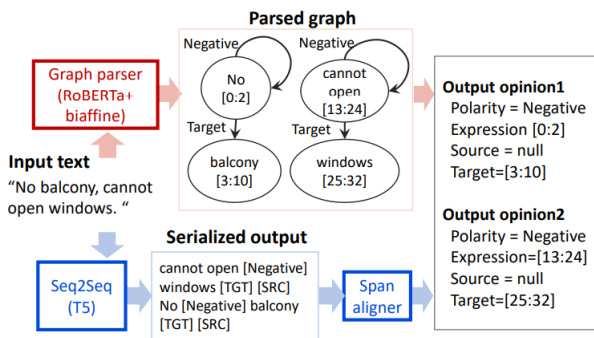 Parsed graph
Graph parser
(RoBERTa+
biaffine)
Negative
No
[0:2]
Target
balcony
[3:10]
Negative
cannot
open
[13:24]
Target
windows
[25:32]
Input text
“No balcony, cannot
open windows. “
Seq2Seq
(T5)
Serialized output
cannot open [Negative]
windows [TGT] [SRC]
No [Negative] balcony
[TGT] [SRC]
Span
aligner
Output opinion1
Polarity = Negative
Expression [0:2]
Source = null
Target=[3:10]
Output opinion2
Polarity = Negative
Expression=[13:24]
Source = null
Target=[25:32]